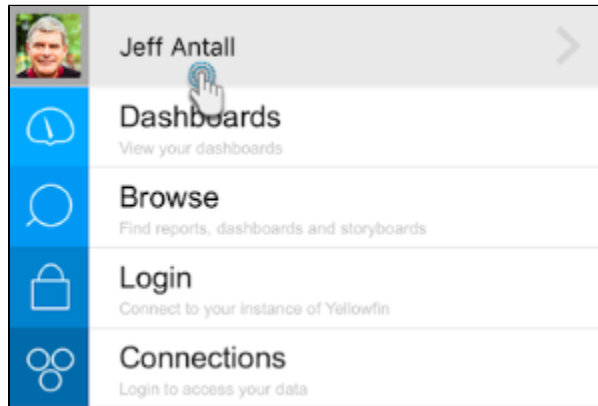 Jeff Antall
Dashboards
View your dashboards
Browse
Find reports, dashboards and storyboards
Login
Connect to your instance of Yellowfin
Connections
Login to access your data